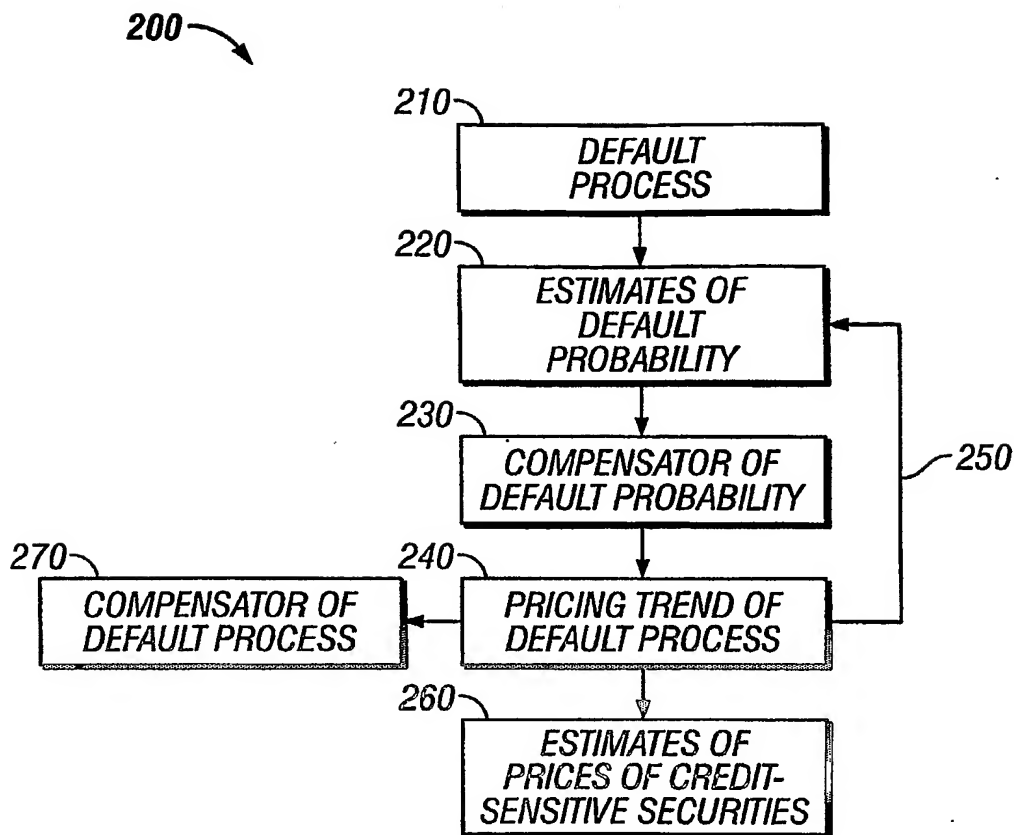 200
210
DEFAULT
PROCESS
220
ESTIMATES OF
DEFAULT
PROBABILITY
230
COMPENSATOR OF
DEFAULT PROBABILITY
250
270
COMPENSATOR OF
DEFAULT PROCESS
240
PRICING TREND OF
DEFAULT PROCESS
260
ESTIMATES OF
PRICES OF CREDIT-
SENSITIVE SECURITIES